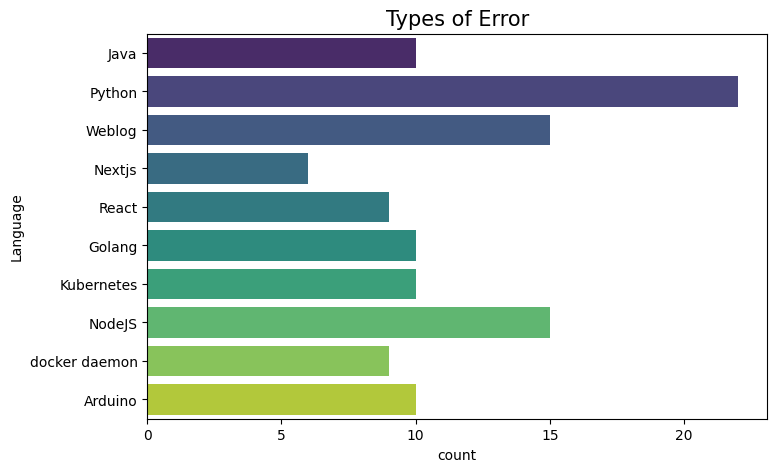 Types of Error
Language
Java
Python
Weblog
Nextjs
React
Golang
Kubernetes
NodeJS
docker daemon
Arduino
0 5 10 15 20
count